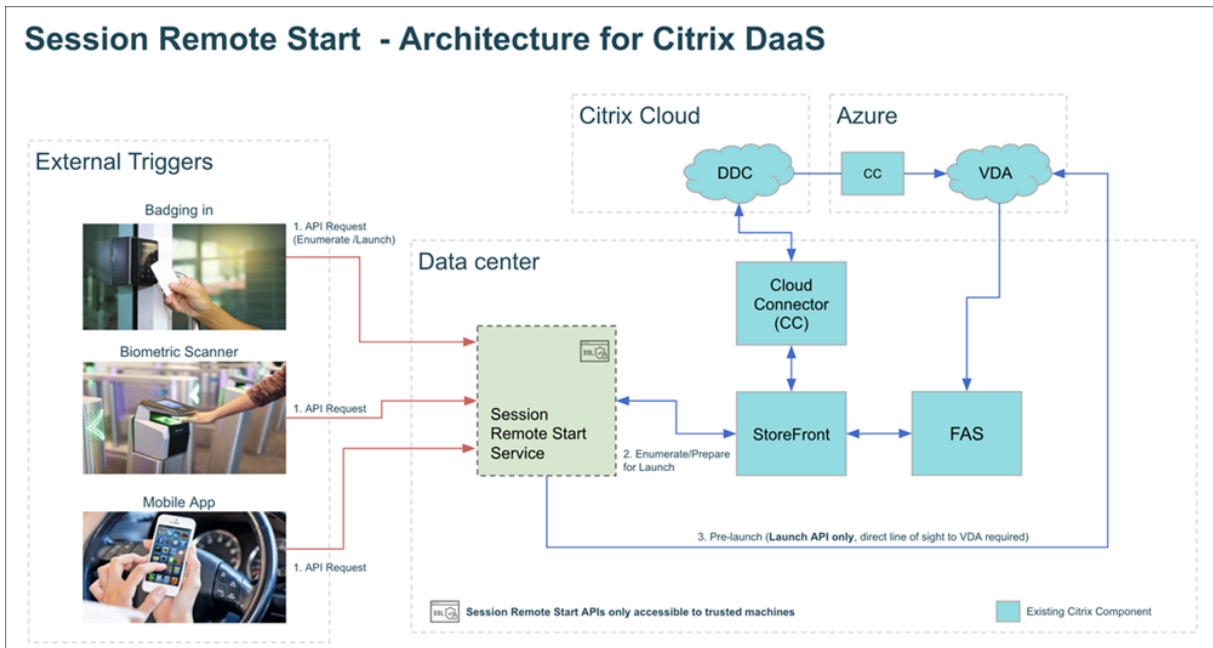 Session Remote Start - Architecture for Citrix DaaS
Citrix Cloud
Azure
External Triggers
DDC
CC
VDA
Badging in
1. API Request
(Enumerate /Launch)
Data center
Cloud
Connector
(CC)
Biometric Scanner
SSL
1. API Request
Session
Remote Start
Service
StoreFront
FAS
2. Enumerate/Prepare
for Launch
Mobile App
3. Pre-launch (Launch API only, direct line of sight to VDA required)
1. API Request
SSL
Session Remote Start APIs only accessible to trusted machines
Existing Citrix Component